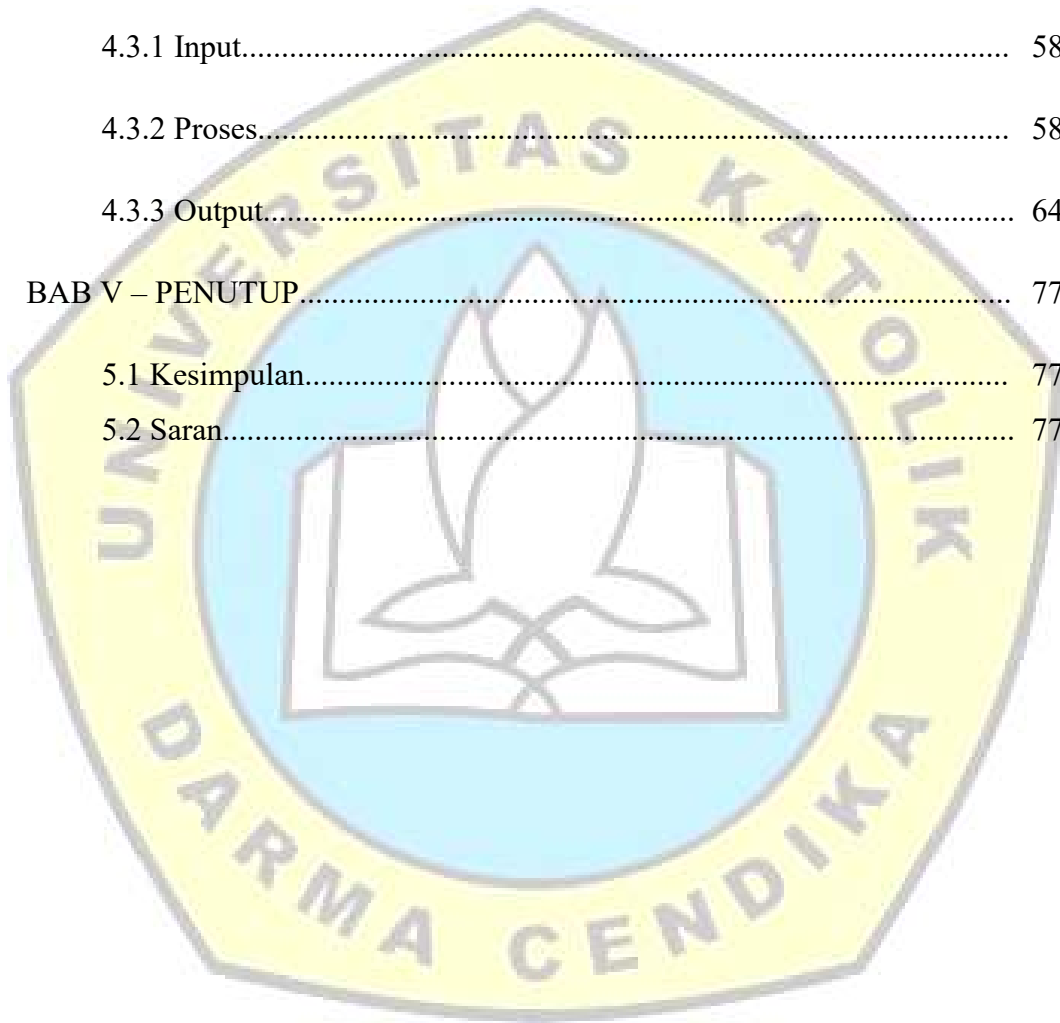 4.3.1 Input.................................................................................................... 58
4.3.2 Proses.................................................................................................. 58
4.3.3 Output................................................................................................. 64
BAB V – PENUTUP............................................................................................ 77
5.1 Kesimpulan............................................................................................ 77
5.2 Saran..................................................................................................... 77
UNIVERSITAS KATOLIK
DARMA CENDIKA